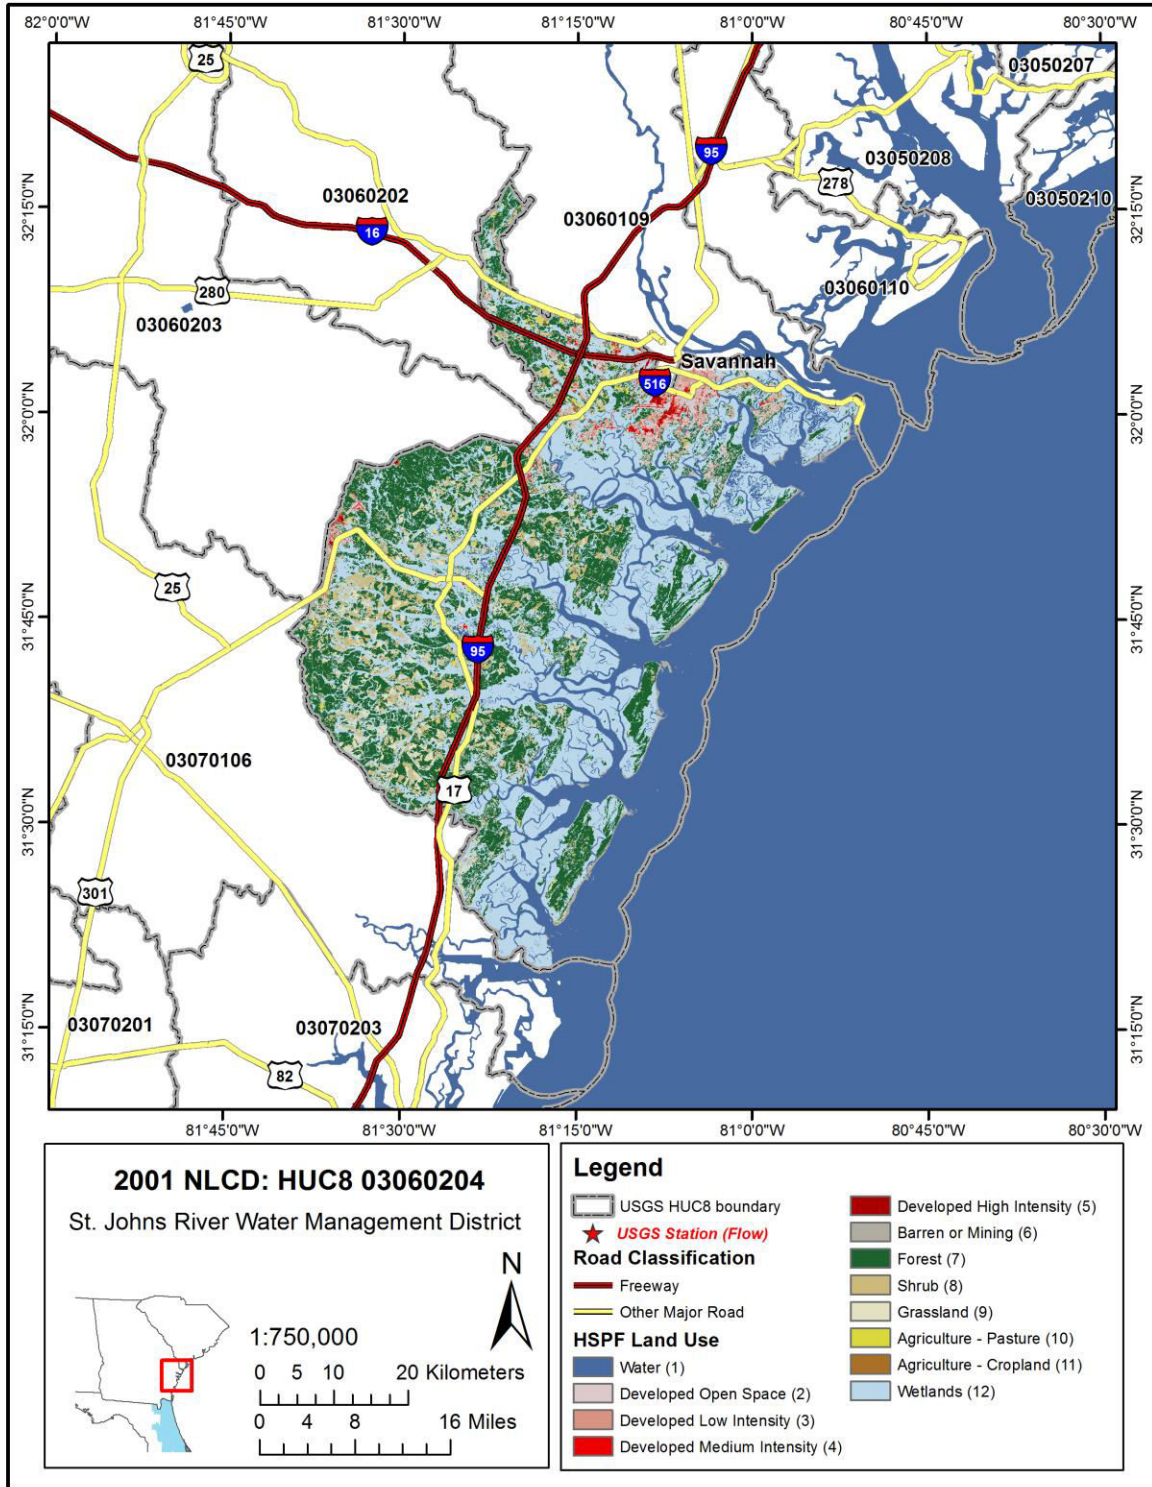 82°0'0"W 81°45'0"W 81°30'0"W 81°15'0"W 81°0'0"W 80°45'0"W 80°30'0"W
25
03050207
95
03050208
278
32°15'0"N
03060202
03050210
32°15'0"N
03060109
16
280
03060110
03060203
Savannah
516
32°0'0"N
32°0'0"N
25
31°45'0"N
31°45'0"N
95
03070106
17
31°30'0"N
31°30'0"N
301
03070201
03070203
31°15'0"N
31°15'0"N
82
81°45'0"W 81°30'0"W 81°15'0"W 81°0'0"W 80°45'0"W 80°30'0"W
2001 NLCD: HUC8 03060204
St. Johns River Water Management District
N
1:750,000
0 5 10 20 Kilometers
0 4 8 16 Miles
Legend
USGS HUC8 boundary
USGS Station (Flow)
Road Classification
Freeway
Other Major Road
HSPF Land Use
Water (1)
Developed Open Space (2)
Developed Low Intensity (3)
Developed Medium Intensity (4)
Developed High Intensity (5)
Barren or Mining (6)
Forest (7)
Shrub (8)
Grassland (9)
Agriculture - Pasture (10)
Agriculture - Cropland (11)
Wetlands (12)